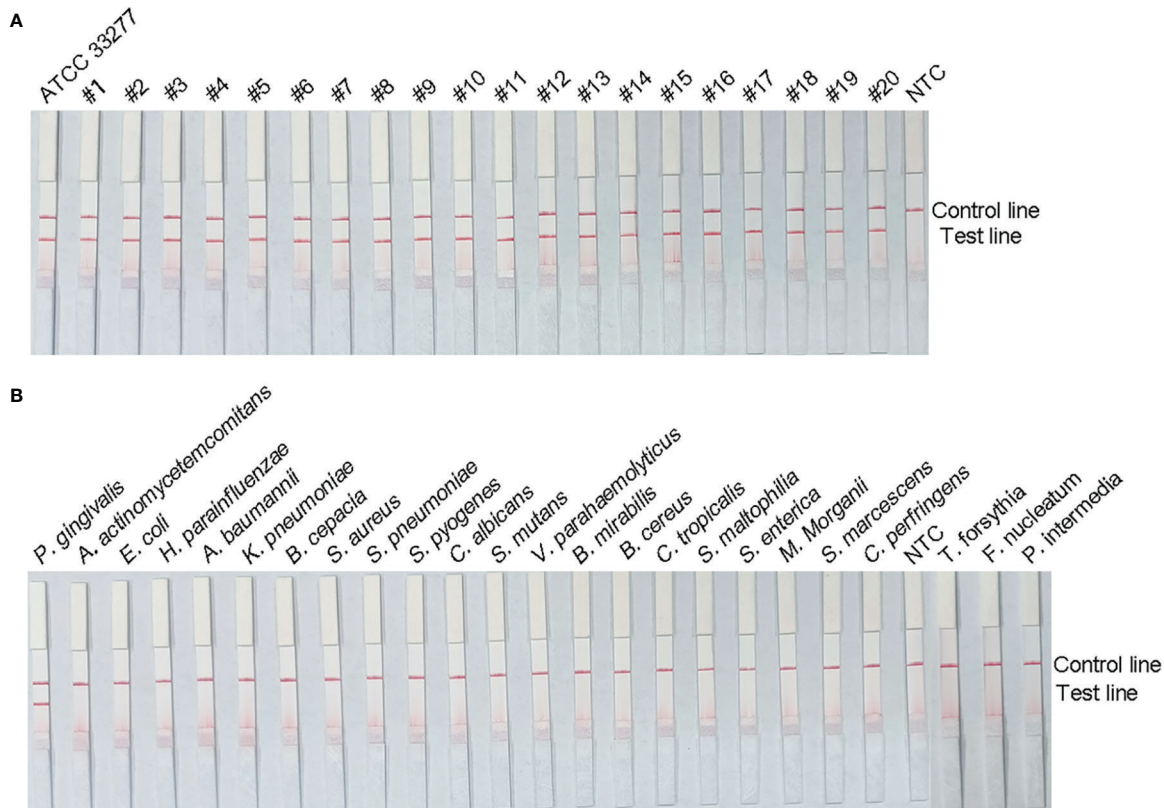 A
ATCC 33277
#1
#2
#3
#4
#5
#6
#7
#8
#9
#10
#11
#12
#13
#14
#15
#16
#17
#18
#19
#20
NTC
Control line
Test line
B
P. gingivalis
A. actinomycetemcomitans
E. coli
H. parainfluenzae
A. baumannii
K. pneumoniae
B. cepacia
S. aureus
S. pneumoniae
S. pyogenes
C. albicans
S. mutans
V. parahaemolyticus
B. mirabilis
B. cereus
C. tropicalis
S. maltophilia
S. enterica
M. Morganii
S. marcescens
C. perfringens
NTC
T. forsythia
F. nucleatum
P. intermedia
Control line
Test line